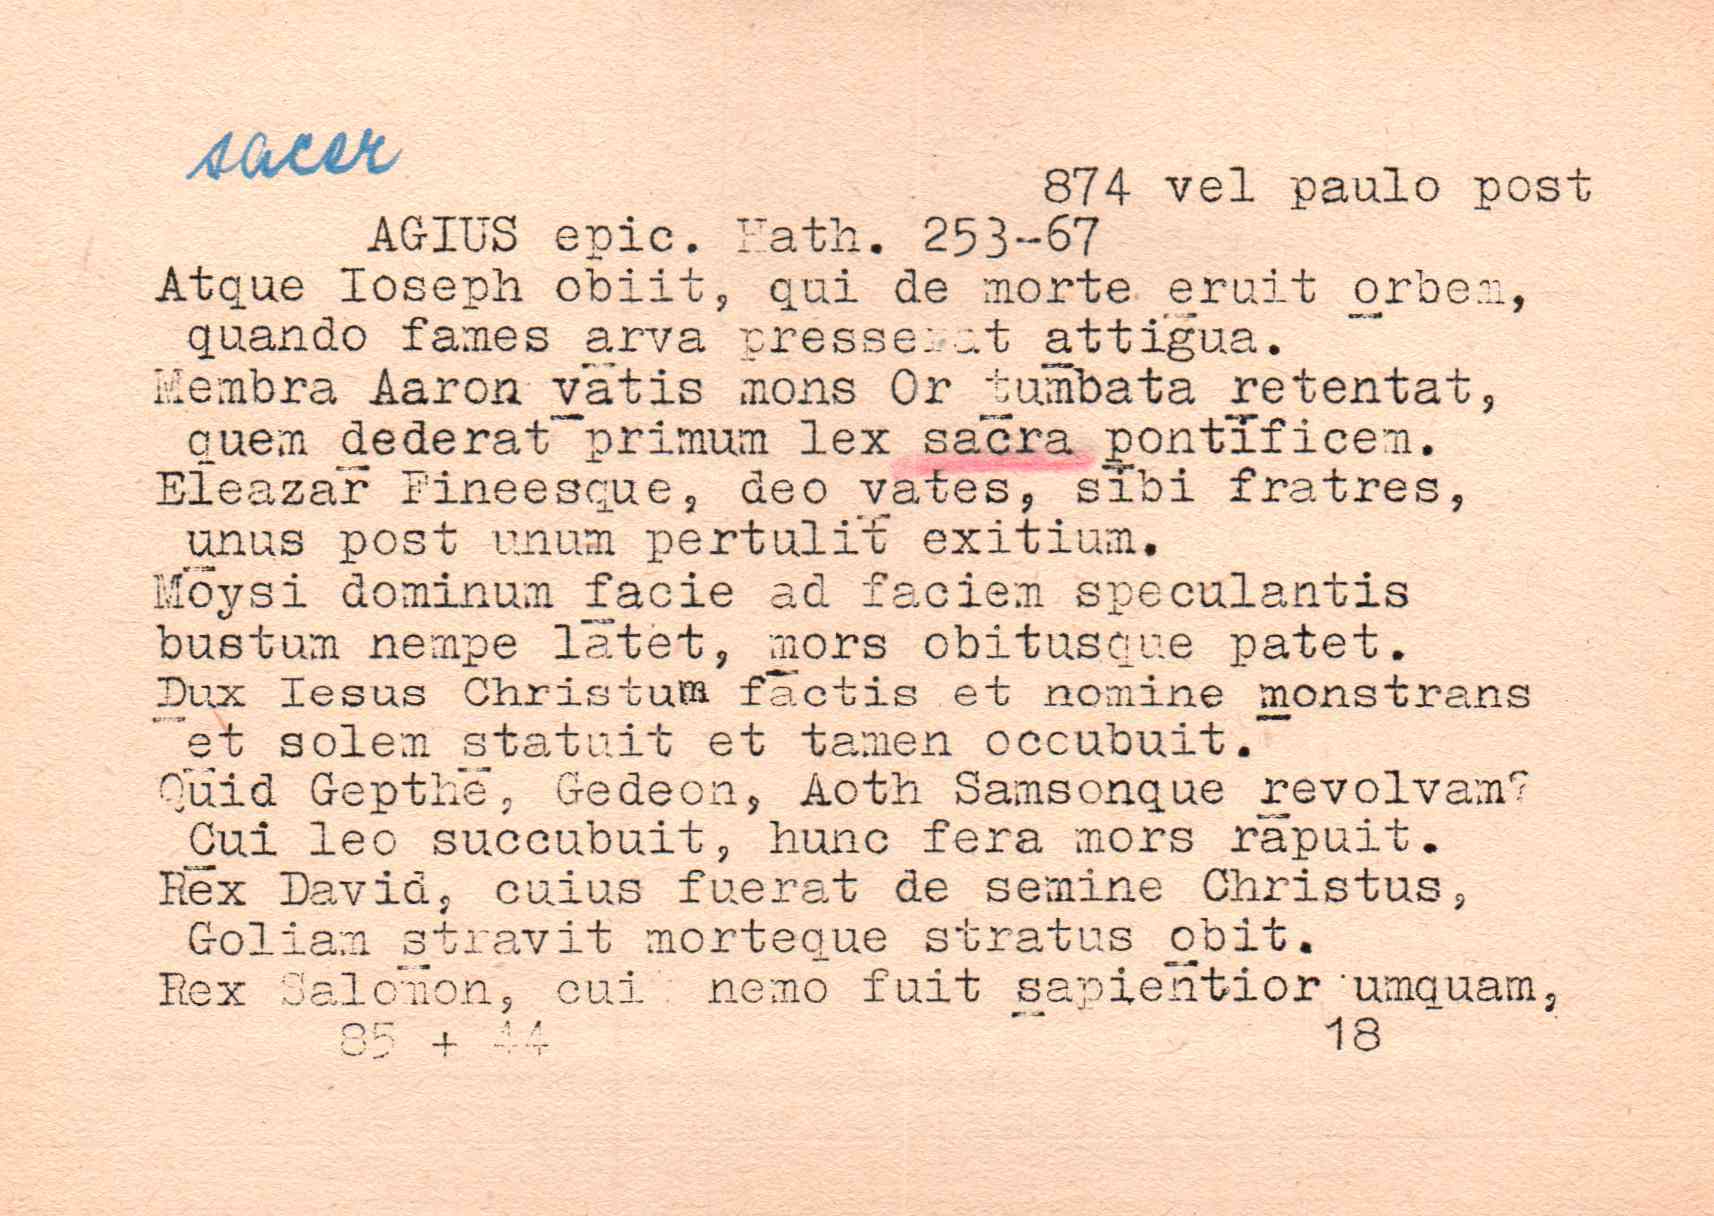 sacer
874 vel paulo post
AGIUS epic. Hath. 253-67
Atque Ioseph obiit, qui de morte eruit orbem,
quando fames arva presserat attigua.
Membra Aaron vatis mons Or tumbata retentat,
quem dederat primum lex sacra pontificem.
Eleazar Fineesque, deo vates, sibi fratres,
unus post unum pertulit exitium.
Moysi dominum facie ad faciem speculantis
bustum nempe latet, mors obitusque patet.
Dux Iesus Christum factis et nomine monstrans
et solem statuit et tamen occubuit.
Quid Gepthe, Gedeon, Aoth Samsonque revolvam?
Cui leo succubuit, hunc fera mors rapuit.
Rex David, cuius fuerat de semine Christus,
Goliam stravit morteque stratus obit.
Rex Salomon, cui nemo fuit sapientior umquam,
85 + 44 18